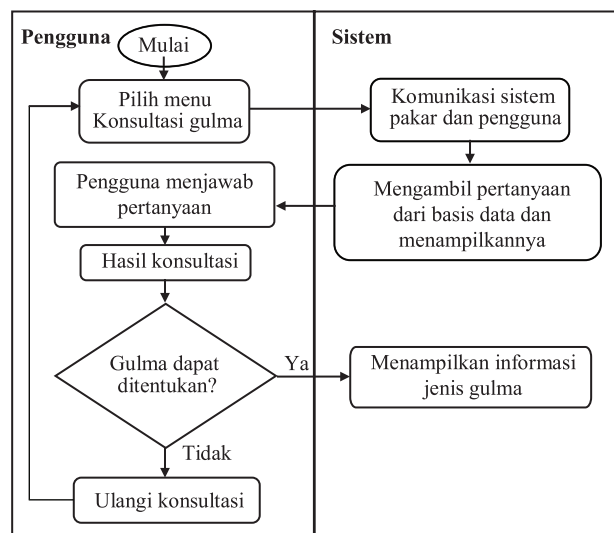 Pengguna
Sistem
Mulai
Pilih menu
Konsultasi gulma
Komunikasi sistem
pakar dan pengguna
Mengambil pertanyaan
dari basis data dan
menampilkannya
Pengguna menjawab
pertanyaan
Hasil konsultasi
Gulma dapat
ditentukan?
Ya
Menampilkan informasi
jenis gulma
Tidak
Ulangi konsultasi